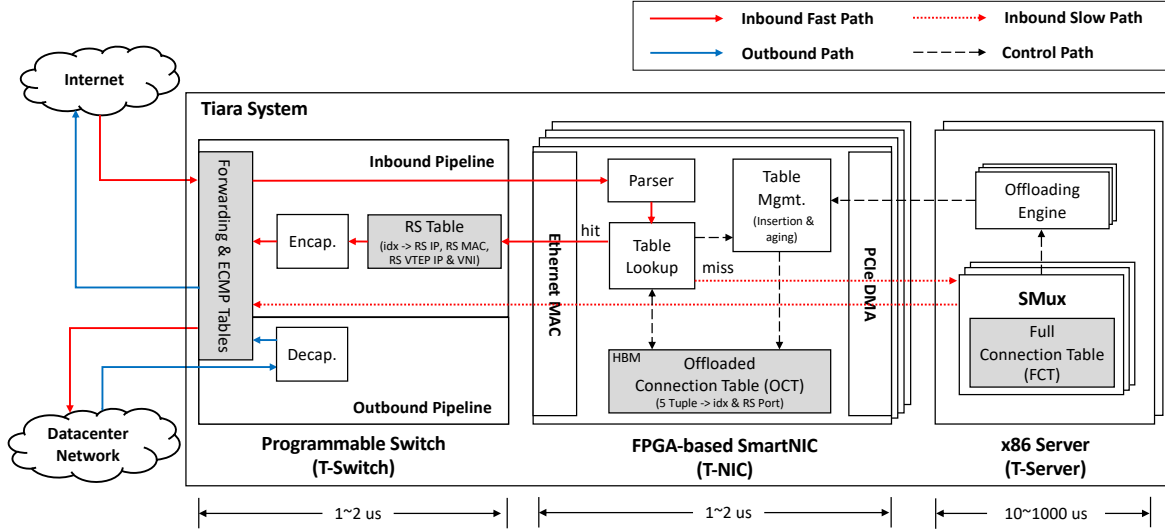 Inbound Fast Path
Inbound Slow Path
Outbound Path
Control Path
Internet
Tiara System
Inbound Pipeline
Forwarding & ECMP Tables
Encap.
RS Table
(idx -> RS IP, RS MAC,
RS VTEP IP & VNI)
Decap.
Outbound Pipeline
Datacenter
Network
Programmable Switch
(T-Switch)
Ethernet MAC
Parser
hit
Table
Lookup
miss
Table
Mgmt.
(Insertion &
aging)
PCIe DMA
HBM
Offloaded
Connection Table (OCT)
(5 Tuple -> idx & RS Port)
FPGA-based SmartNIC
(T-NIC)
Offloading
Engine
SMux
Full
Connection Table
(FCT)
x86 Server
(T-Server)
1~2 us
1~2 us
10~1000 us